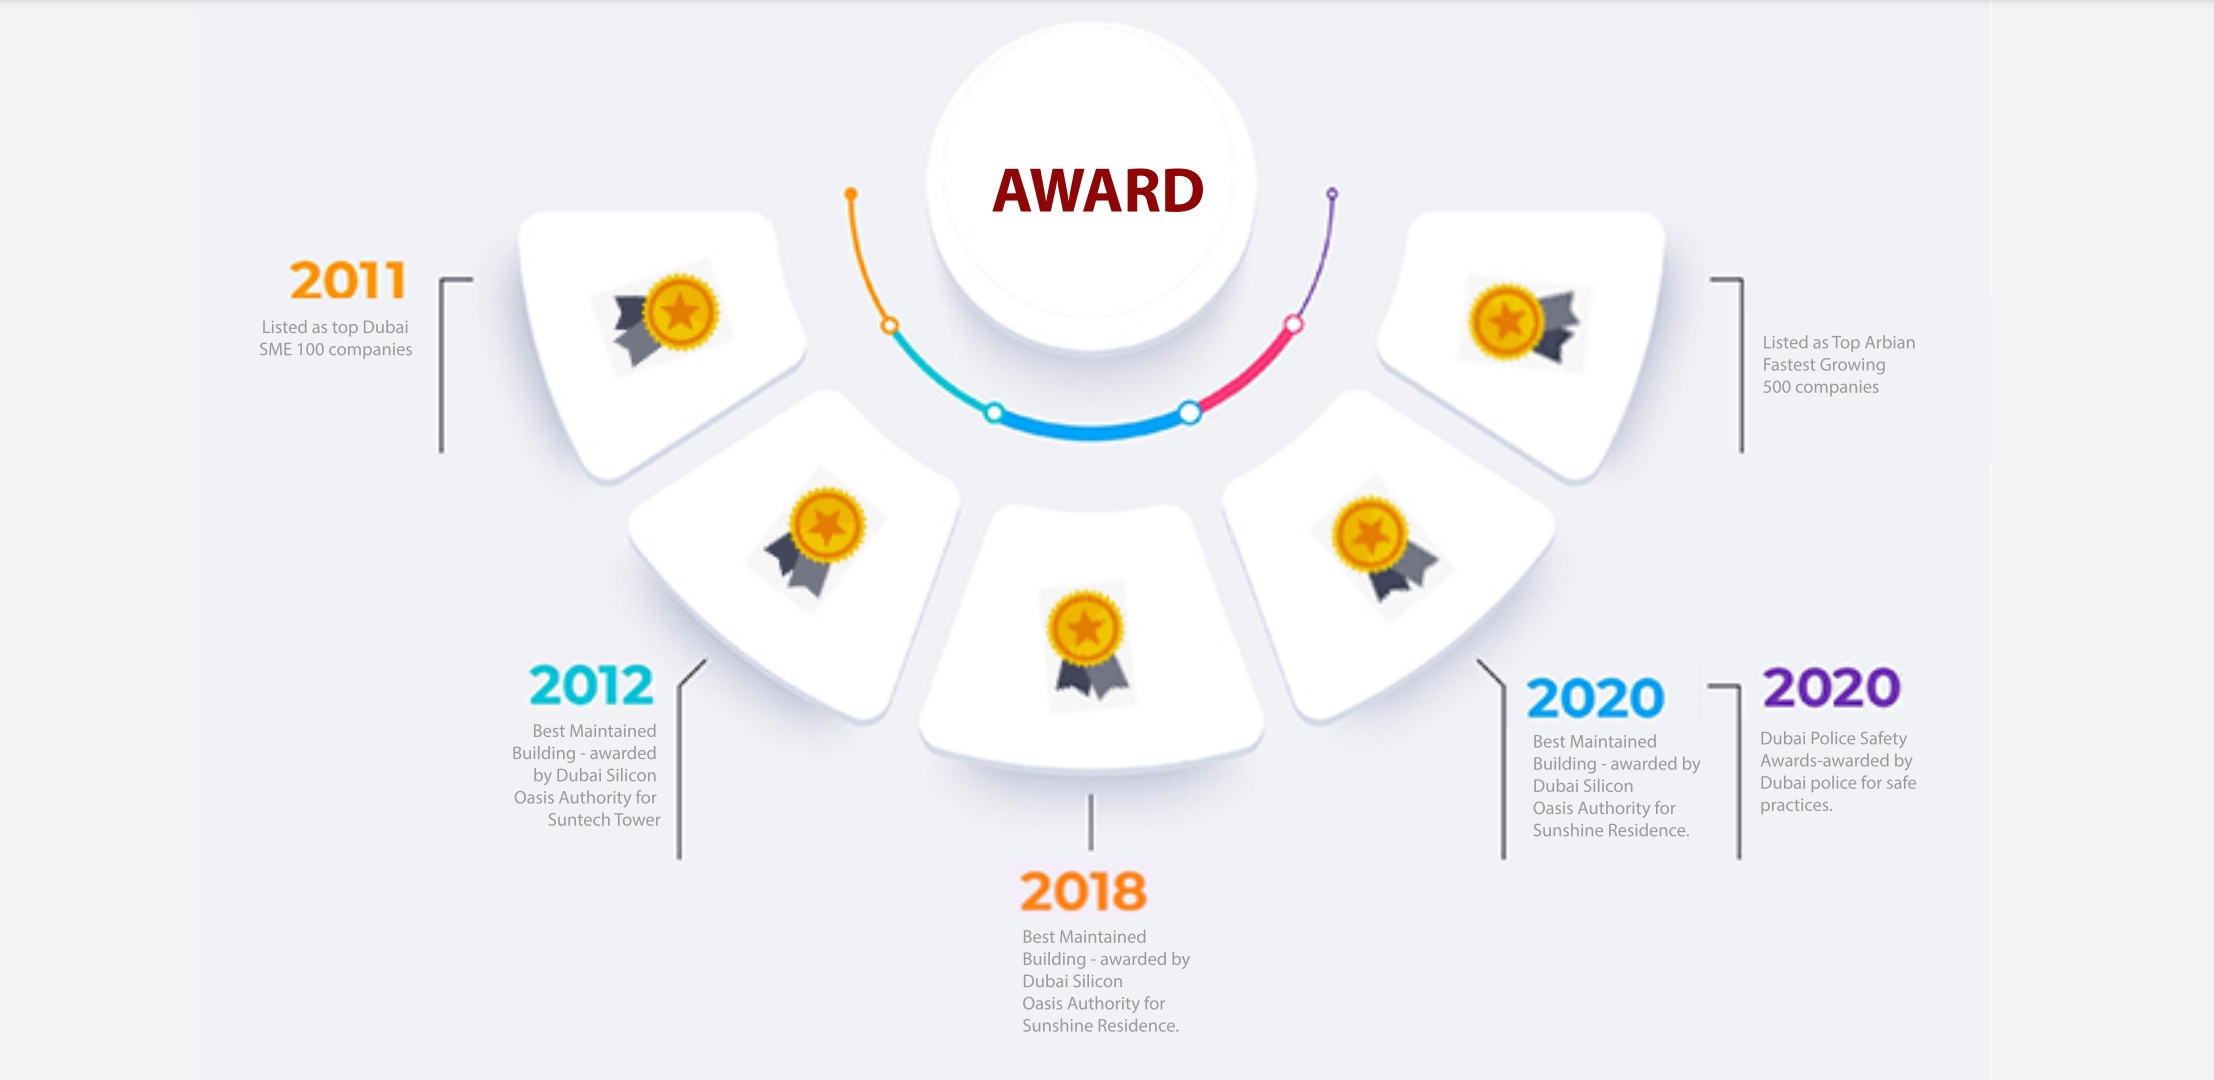 AWARD
2011
Listed as top Dubai
SME 100 companies
2012
Best Maintained
Building - awarded
by Dubai Silicon
Oasis Authority for
Suntech Tower
2018
Best Maintained
Building - awarded by
Dubai Silicon
Oasis Authority for
Sunshine Residence.
2020
Best Maintained
Building - awarded by
Dubai Silicon
Oasis Authority for
Sunshine Residence.
2020
Dubai Police Safety
Awards-awarded by
Dubai police for safe
practices.
Listed as Top Arbian
Fastest Growing
500 companies